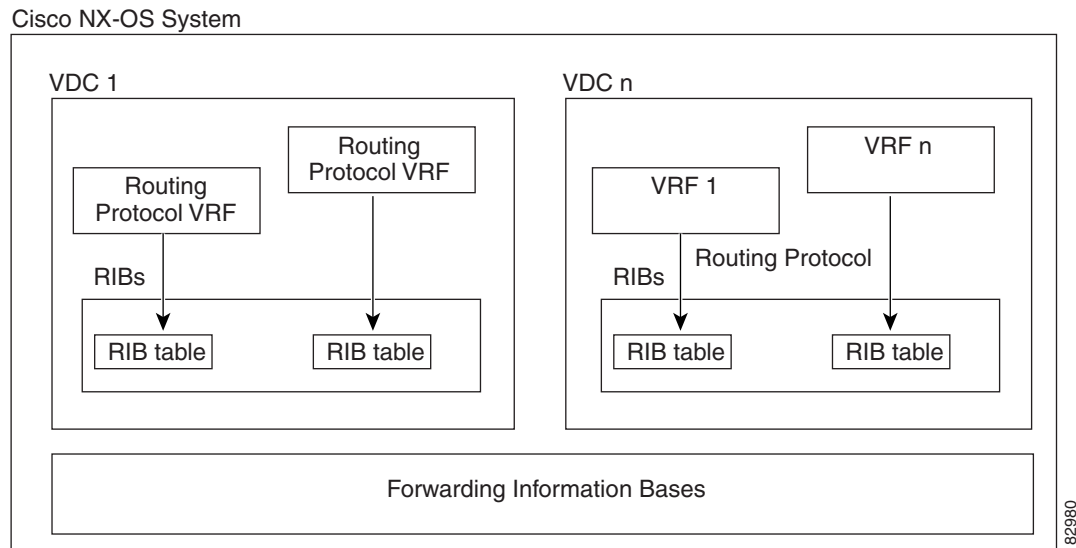 Cisco NX-OS System
VDC 1
Routing
Protocol VRF
Routing
Protocol VRF
RIBs
RIB table
RIB table
VDC n
VRF 1
VRF n
Routing Protocol
RIBs
RIB table
RIB table
Forwarding Information Bases
82980